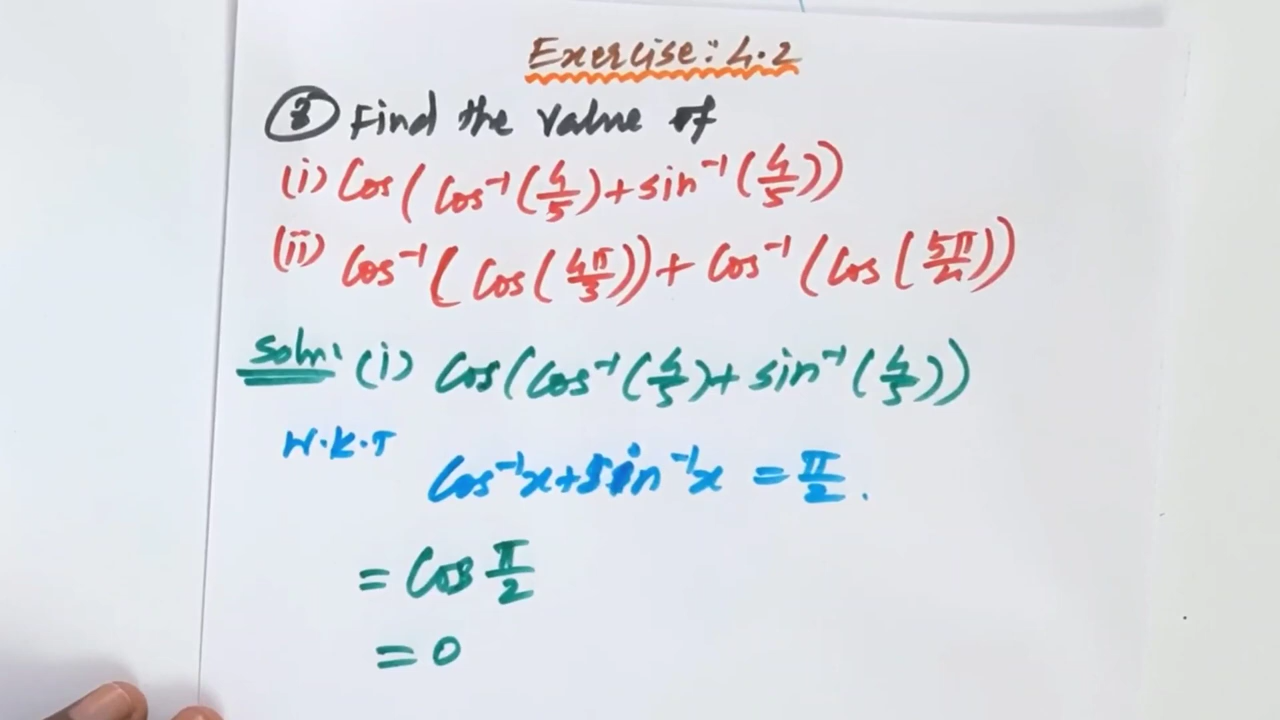 Exercise: 4.2
⑧ Find the value of
(i) Cos(Cos⁻¹(4/5)+sin⁻¹(4/5))
(ii) Cos⁻¹(Cos(4π/3))+Cos⁻¹(Cos(5π/4))
Soln: (i) Cos(Cos⁻¹(4/5)+sin⁻¹(4/5))
W.K.T
Cos⁻¹x+sin⁻¹x = π/2.
= Cos π/2
= 0